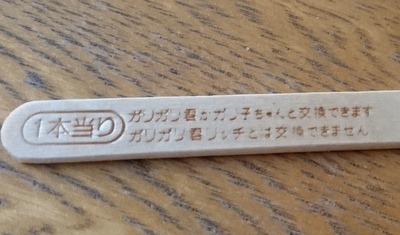 1本当り
ガリガリ君かガリ子ちゃんと交換できます
ガリガリ君リッチとは交換できません